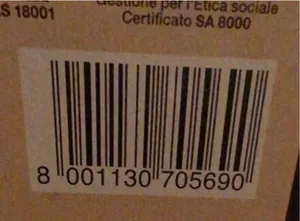 S 18001
Gestione per l'Etica sociale
Certificato SA 8000
8 001130 705690